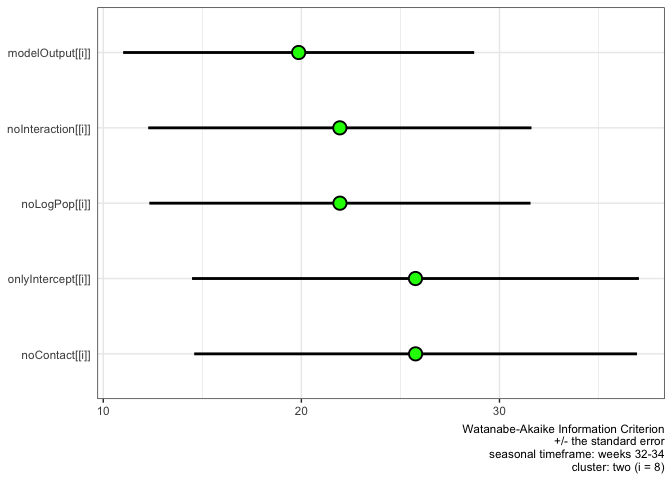 modelOutput[[i]]
noInteraction[[i]]
noLogPop[[i]]
onlyIntercept[[i]]
noContact[[i]]
10 20 30
Watanabe-Akaike Information Criterion
+/- the standard error
seasonal timeframe: weeks 32-34
cluster: two (i = 8)